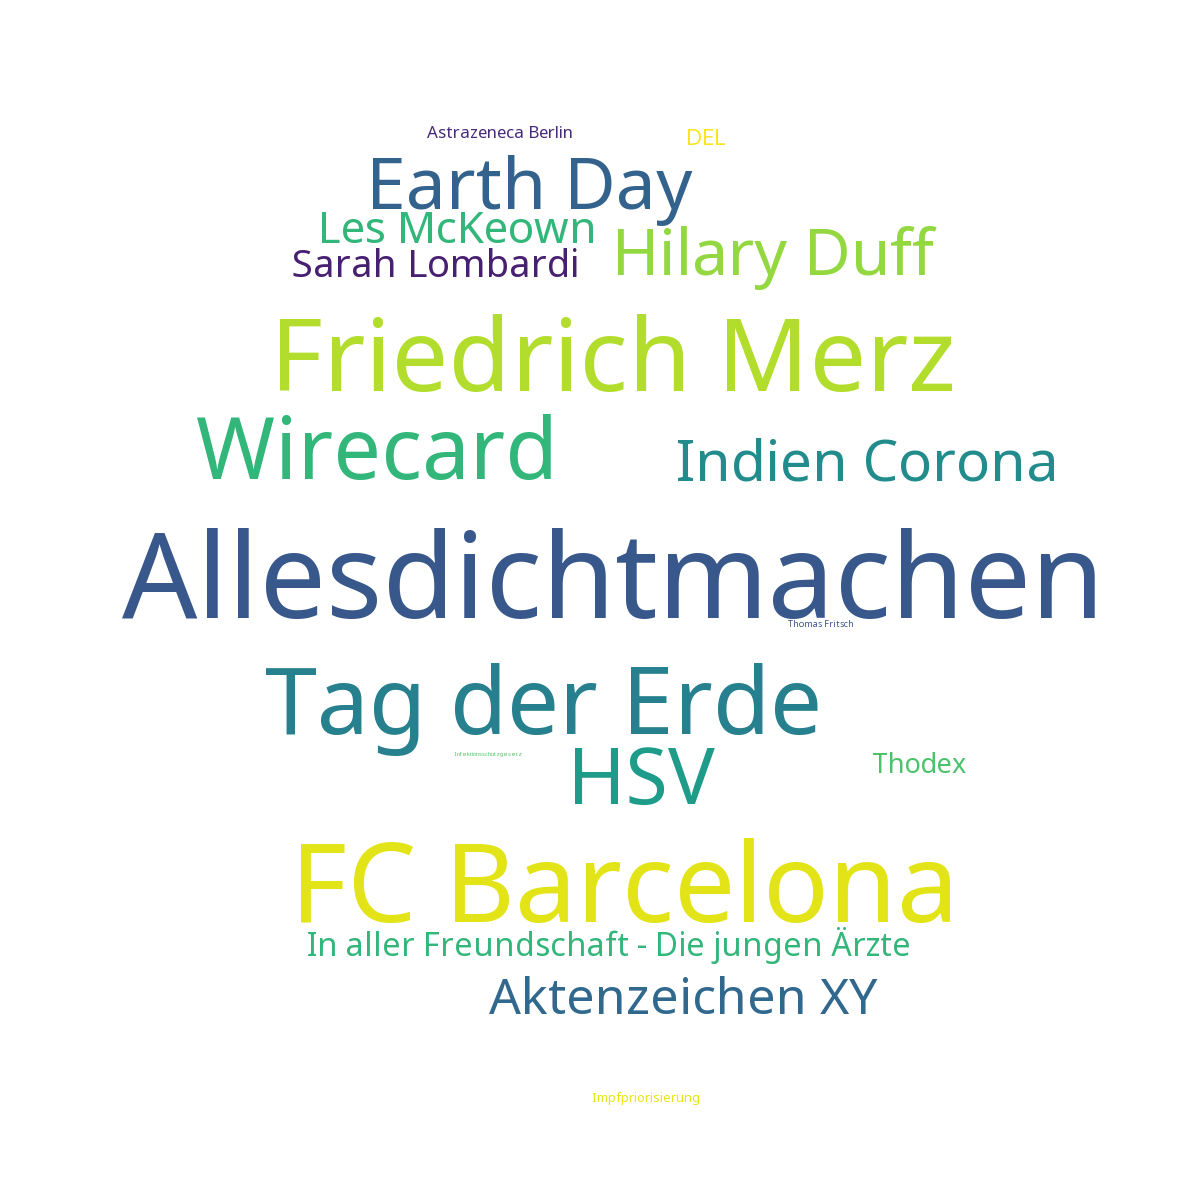 Astrazeneca Berlin
DEL
Earth Day
Les McKeown
Hilary Duff
Sarah Lombardi
Friedrich Merz
Wirecard
Indien Corona
Allesdichtmachen
Thomas Fritsch
Tag der Erde
Infektionsschutzgesetz
HSV
Thodex
FC Barcelona
In aller Freundschaft - Die jungen Ärzte
Aktenzeichen XY
Impfpriorisierung